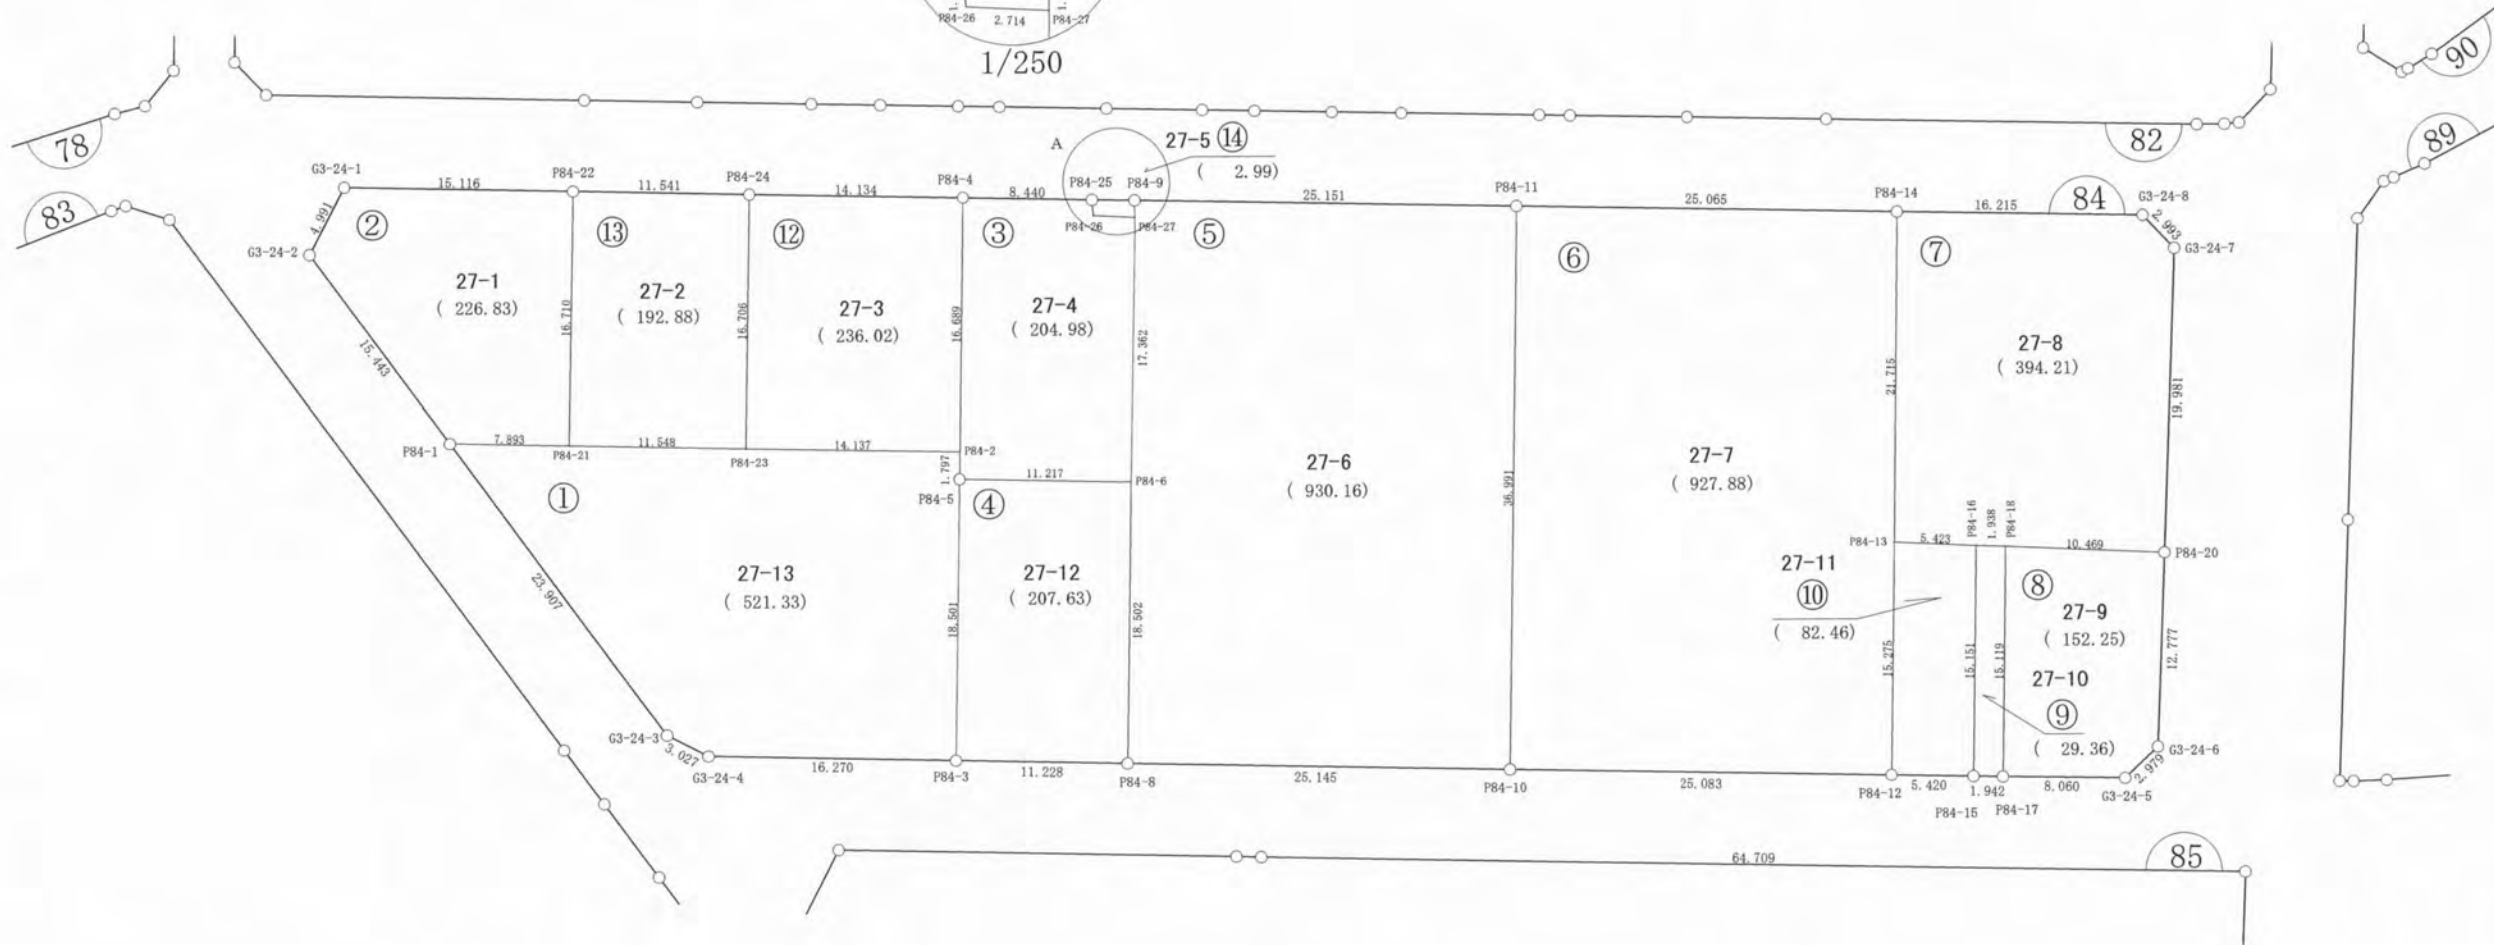 P84-26 2.714 P84-27
1/250
78
83
82
90
89
84
85
A
27-5 ⑭
( 2.99)
G3-24-1
15.116
P84-22
11.541
P84-24
14.134
P84-4
8.440
P84-25
P84-9
25.151
P84-11
25.065
P84-14
16.215
G3-24-8
2.993
G3-24-7
4.991
G3-24-2
P84-26
P84-27
②
⑬
⑫
③
⑤
⑥
⑦
27-1
( 226.83)
27-2
( 192.88)
27-3
( 236.02)
27-4
( 204.98)
27-8
( 394.21)
16.710
16.706
16.689
17.362
21.715
19.981
15.443
P84-1
7.893
P84-21
11.548
P84-23
14.137
P84-2
1.797
P84-5
11.217
P84-6
27-6
( 930.16)
36.991
27-7
( 927.88)
①
④
P84-13
5.423
P84-16
1.938
P84-18
10.469
P84-20
23.907
27-13
( 521.33)
18.501
27-12
( 207.63)
18.502
27-11
⑩
( 82.46)
15.275
15.151
15.119
⑧
27-9
( 152.25)
12.777
27-10
⑨
( 29.36)
G3-24-3
3.027
G3-24-4
16.270
P84-3
11.228
P84-8
25.145
P84-10
25.083
P84-12
5.420
P84-15
1.942
P84-17
8.060
G3-24-5
2.979
G3-24-6
64.709